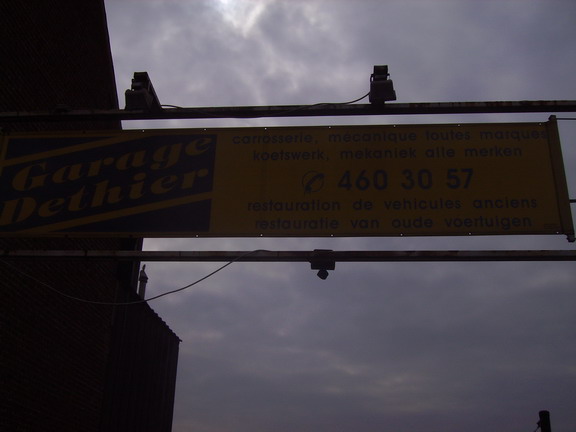 Garage
Dethier
carrosserie, mecanique toutes marques
koetswerk, mekaniek alle merken
✆ 460 30 57
restauration de vehicules anciens
restauratie van oude voertuigen